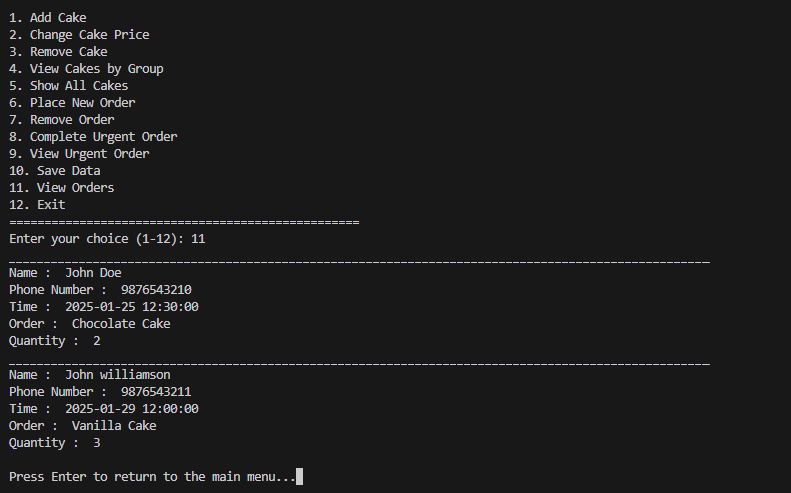 1. Add Cake
2. Change Cake Price
3. Remove Cake
4. View Cakes by Group
5. Show All Cakes
6. Place New Order
7. Remove Order
8. Complete Urgent Order
9. View Urgent Order
10. Save Data
11. View Orders
12. Exit
==================================================
Enter your choice (1-12): 11
____________________________________________________________________________________________________
Name :  John Doe
Phone Number :  9876543210
Time :  2025-01-25 12:30:00
Order :  Chocolate Cake
Quantity :  2
____________________________________________________________________________________________________
Name :  John williamson
Phone Number :  9876543211
Time :  2025-01-29 12:00:00
Order :  Vanilla Cake
Quantity :  3
Press Enter to return to the main menu...